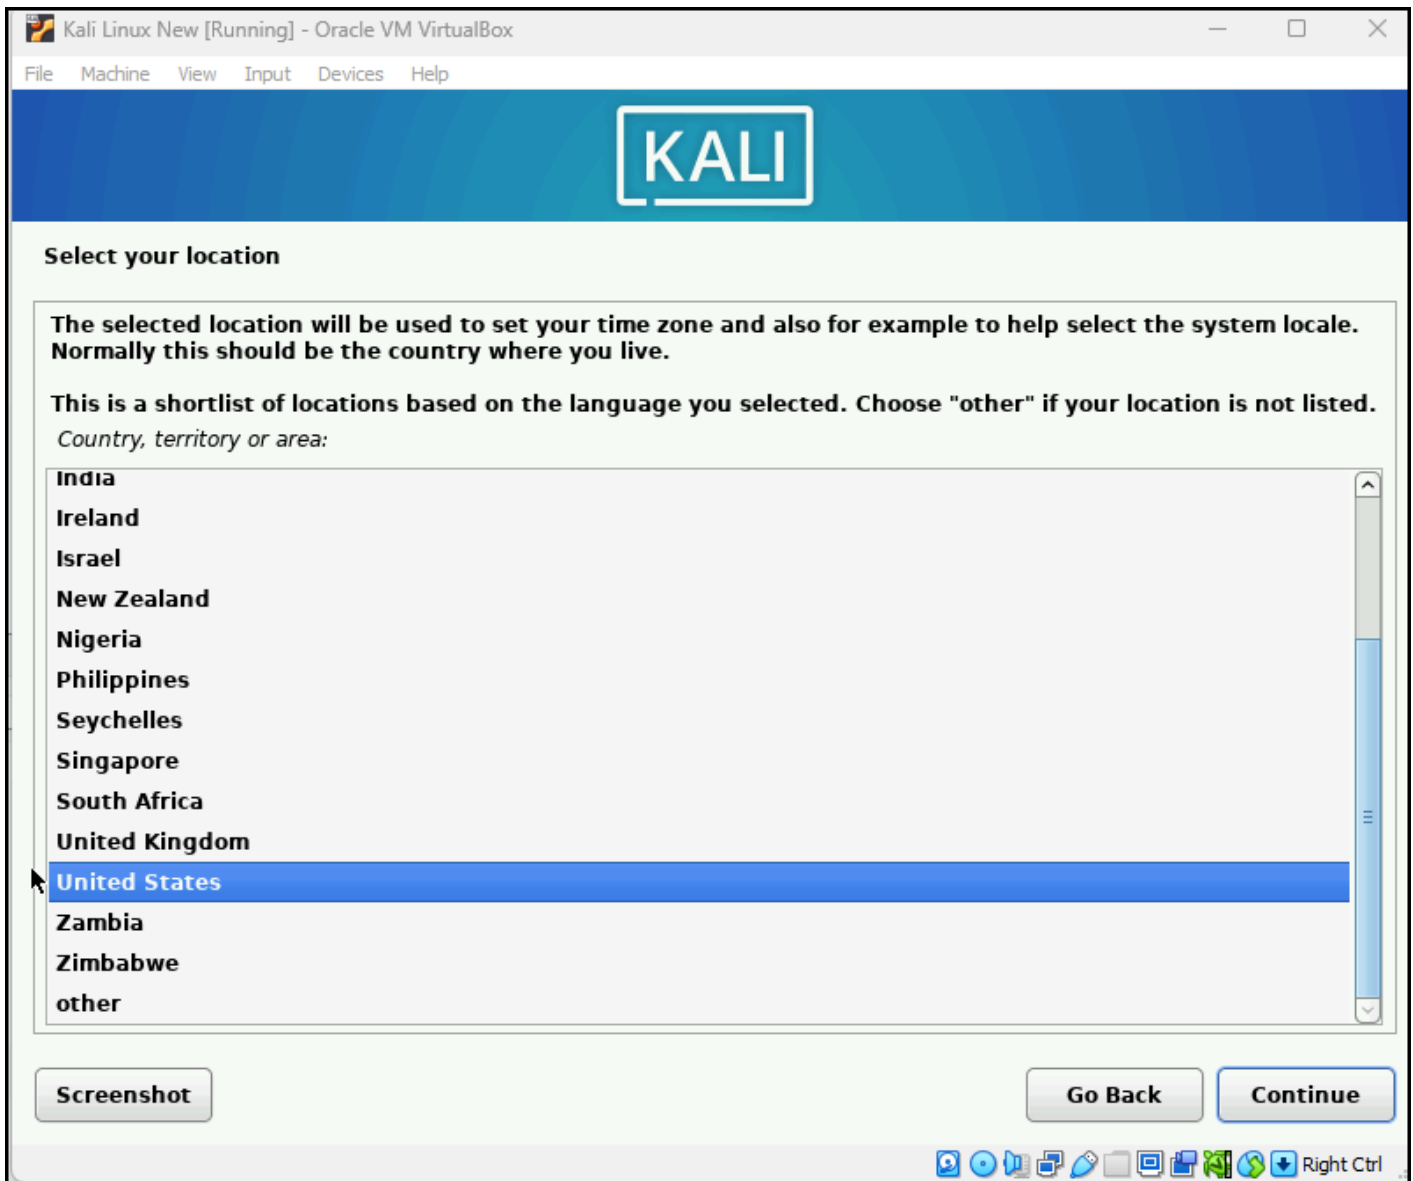 Kali Linux New [Running] - Oracle VM VirtualBox
File Machine View Input Devices Help
KALI
Select your location
The selected location will be used to set your time zone and also for example to help select the system locale.
Normally this should be the country where you live.
This is a shortlist of locations based on the language you selected. Choose "other" if your location is not listed.
Country, territory or area:
India
Ireland
Israel
New Zealand
Nigeria
Philippines
Seychelles
Singapore
South Africa
United Kingdom
United States
Zambia
Zimbabwe
other
Screenshot Go Back Continue
Right Ctrl